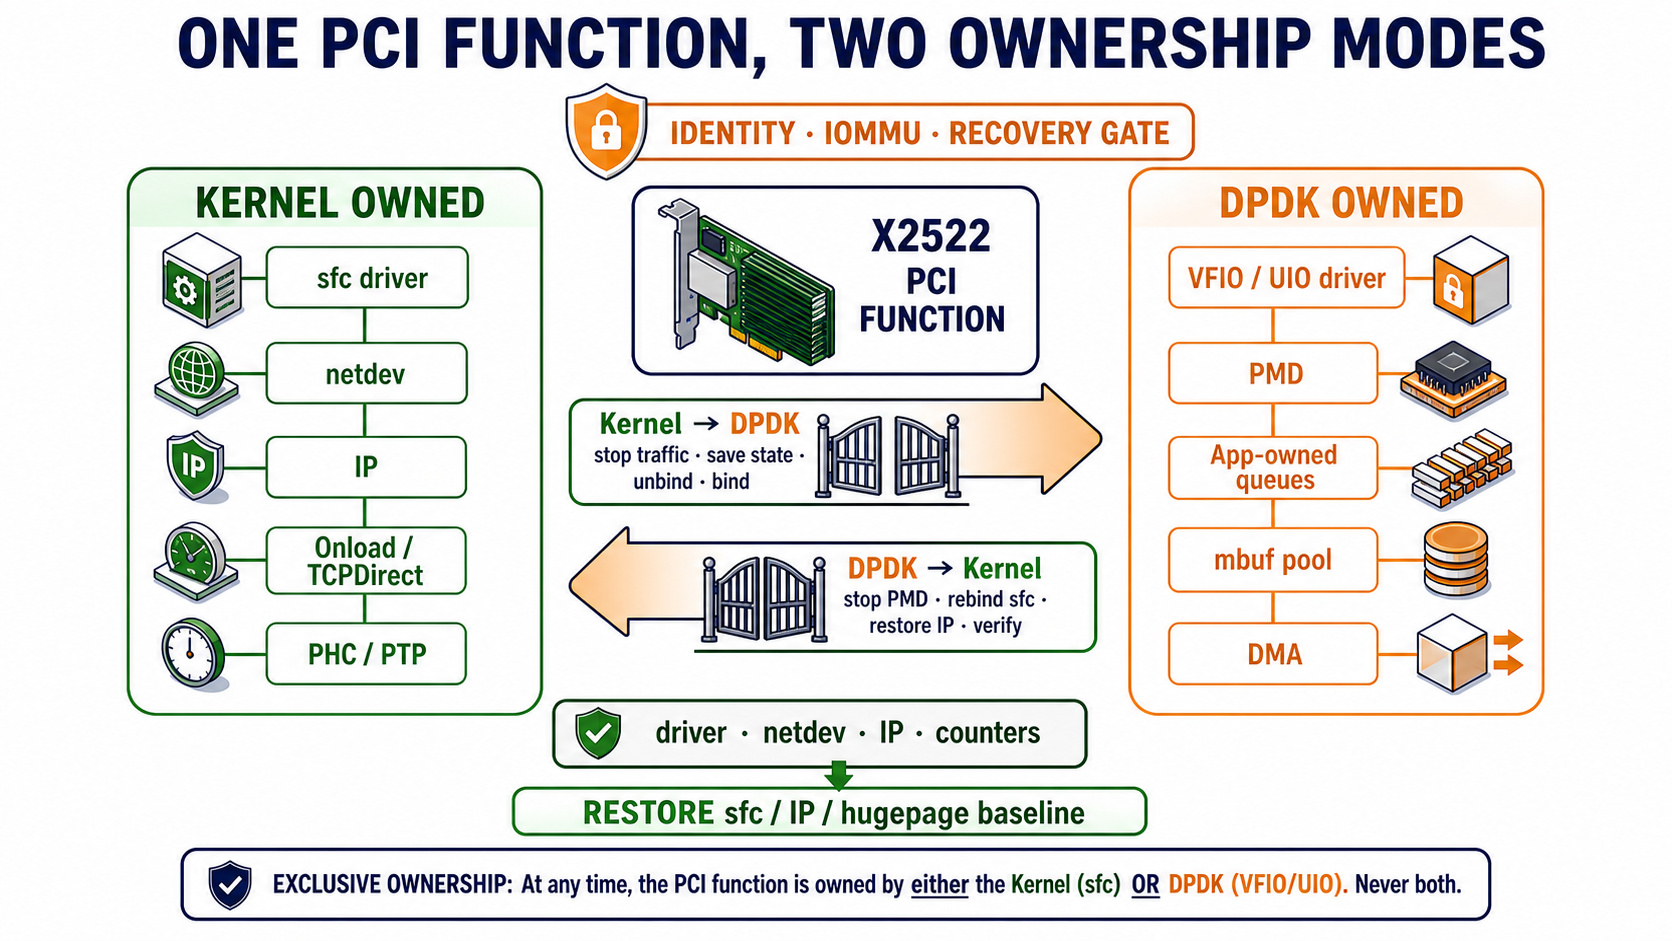 ONE PCI FUNCTION, TWO OWNERSHIP MODES
IDENTITY · IOMMU · RECOVERY GATE
KERNEL OWNED
sfc driver
netdev
IP
IP
Onload /
TCPDirect
PHC / PTP
X2522
PCI
FUNCTION
Kernel → DPDK
stop traffic · save state ·
unbind · bind
DPDK → Kernel
stop PMD · rebind sfc ·
restore IP · verify
DPDK OWNED
VFIO / UIO driver
PMD
App-owned
queues
mbuf pool
DMA
driver · netdev · IP · counters
RESTORE sfc / IP / hugepage baseline
EXCLUSIVE OWNERSHIP: At any time, the PCI function is owned by either the Kernel (sfc) OR DPDK (VFIO/UIO). Never both.